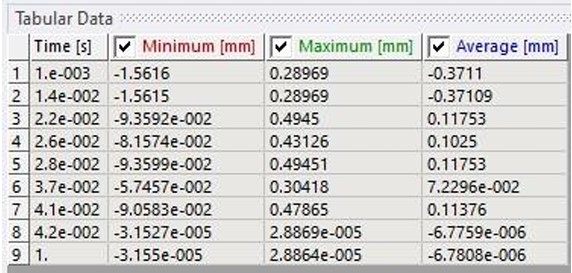 Tabular Data
Time [s] Minimum [mm] Maximum [mm] Average [mm]
1 1.e-003 -1.5616 0.28969 -0.3711
2 1.4e-002 -1.5615 0.28969 -0.37109
3 2.2e-002 -9.3592e-002 0.4945 0.11753
4 2.6e-002 -8.1574e-002 0.43126 0.1025
5 2.8e-002 -9.3599e-002 0.49451 0.11753
6 3.7e-002 -5.7457e-002 0.30418 7.2296e-002
7 4.1e-002 -9.0583e-002 0.47865 0.11376
8 4.2e-002 -3.1527e-005 2.8869e-005 -6.7759e-006
9 1. -3.155e-005 2.8864e-005 -6.7808e-006